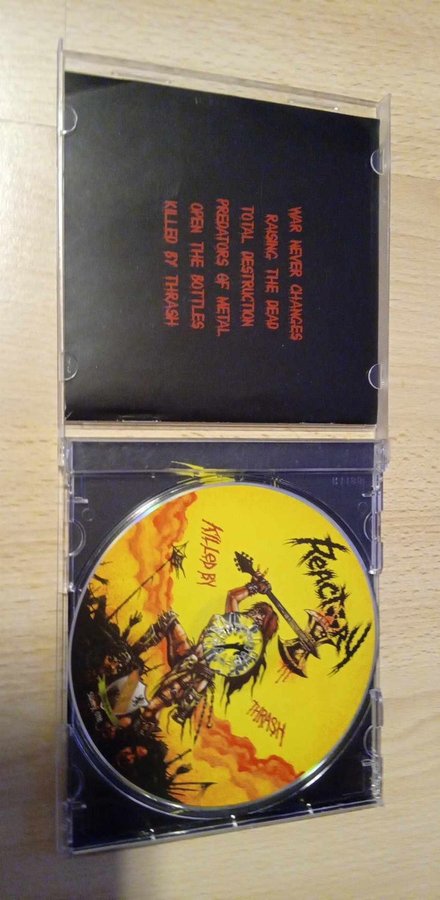 WAR NEVER CHANGES
RAISING THE DEAD
TOTAL DESTRUCTION
PREDATORS OF METAL
OPEN THE BOTTLES
KILLED BY THRASH
REACTORY
KILLED BY
THRASH